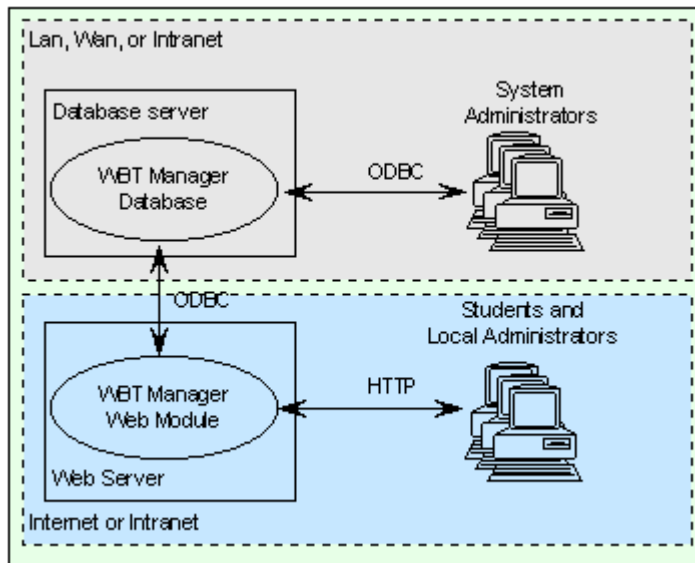 Lan, Wan, or Intranet
Database server
WBT Manager
Database
ODBC
System
Administrators
ODBC
Students and
Local Administrators
WBT Manager
Web Module
HTTP
Web Server
Internet or Intranet